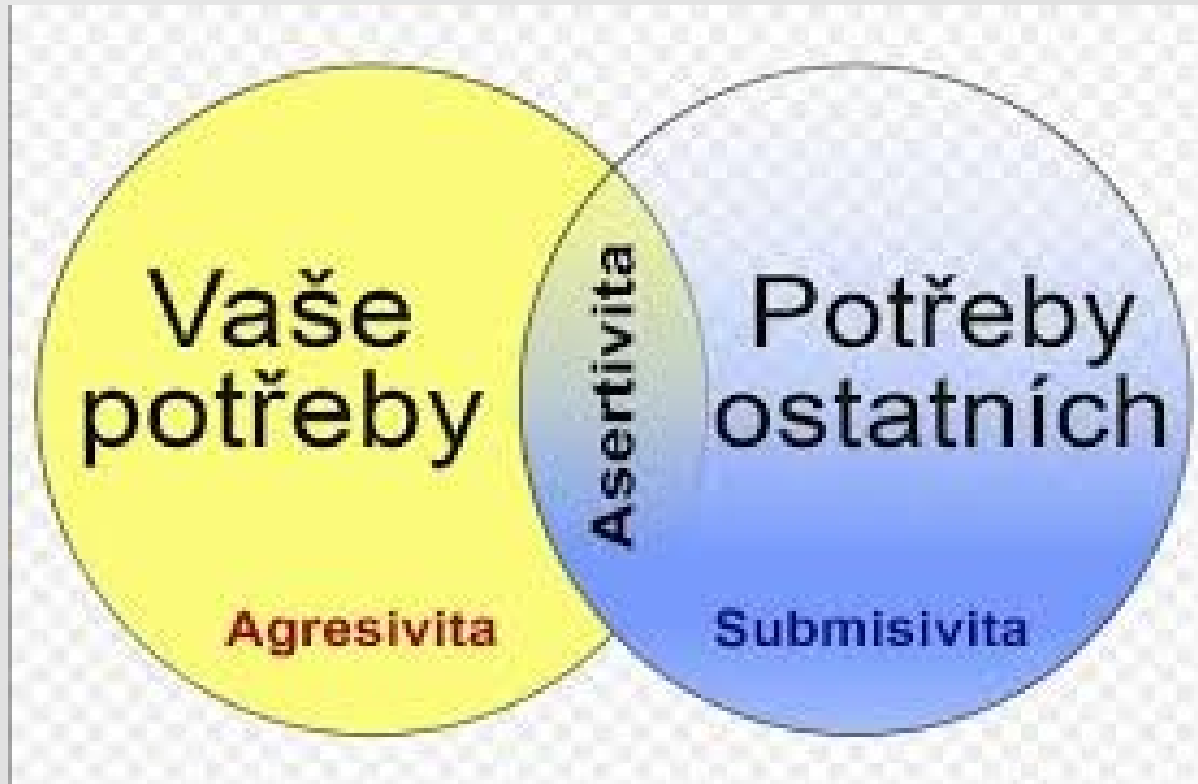 Vaše
potřeby
Agresivita
Asertivita
Potřeby
ostatních
Submisivita